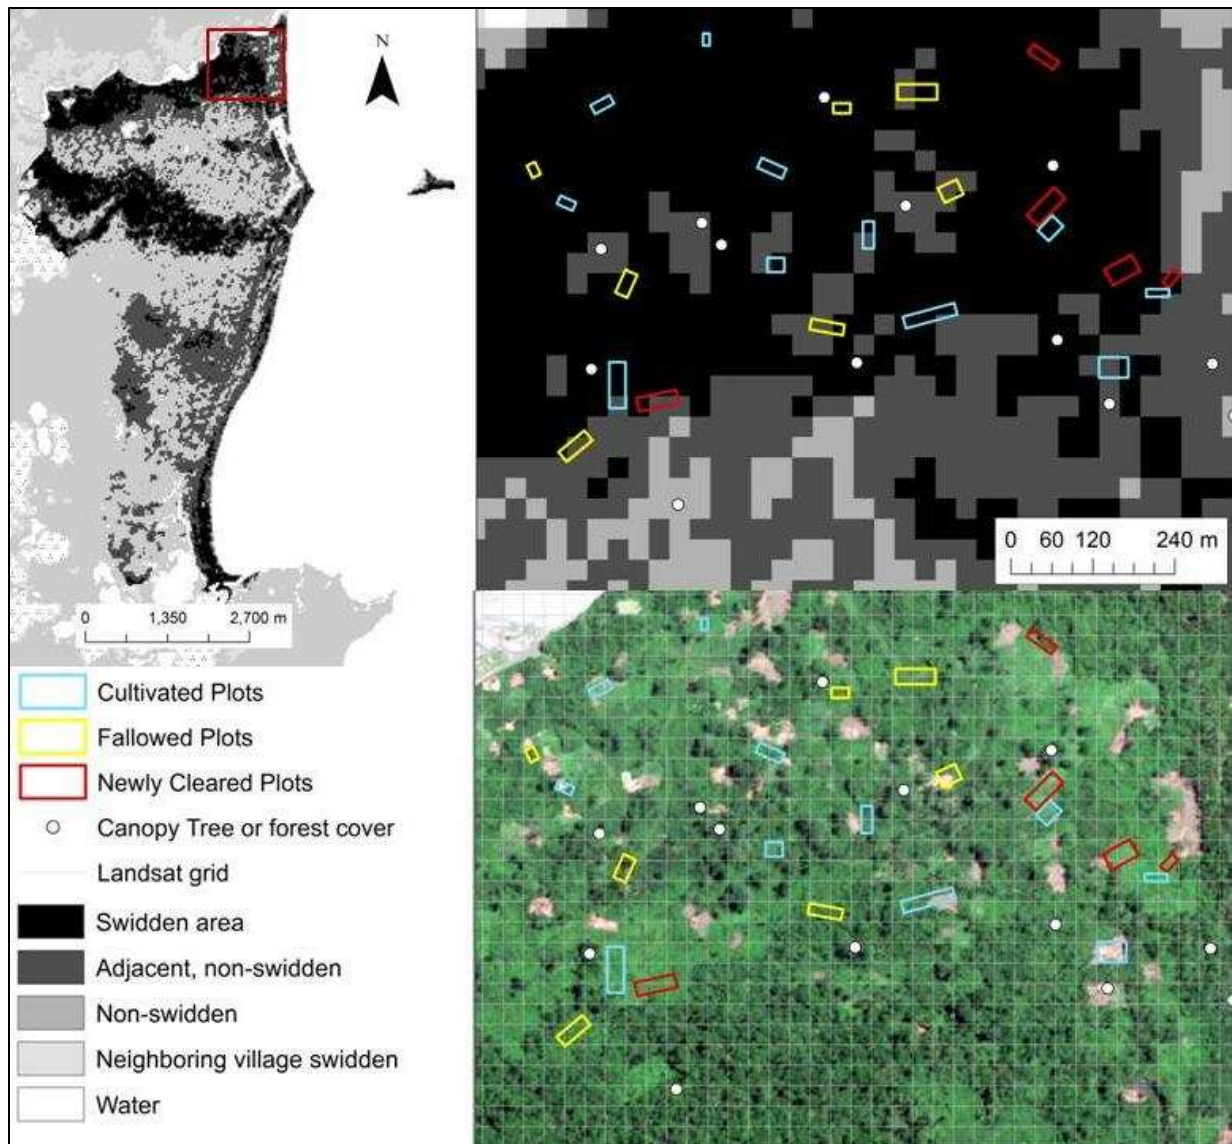 N
0 60 120 240 m
0 1,350 2,700 m
Cultivated Plots
Fallowed Plots
Newly Cleared Plots
Canopy Tree or forest cover
Landsat grid
Swidden area
Adjacent, non-swidden
Non-swidden
Neighboring village swidden
Water